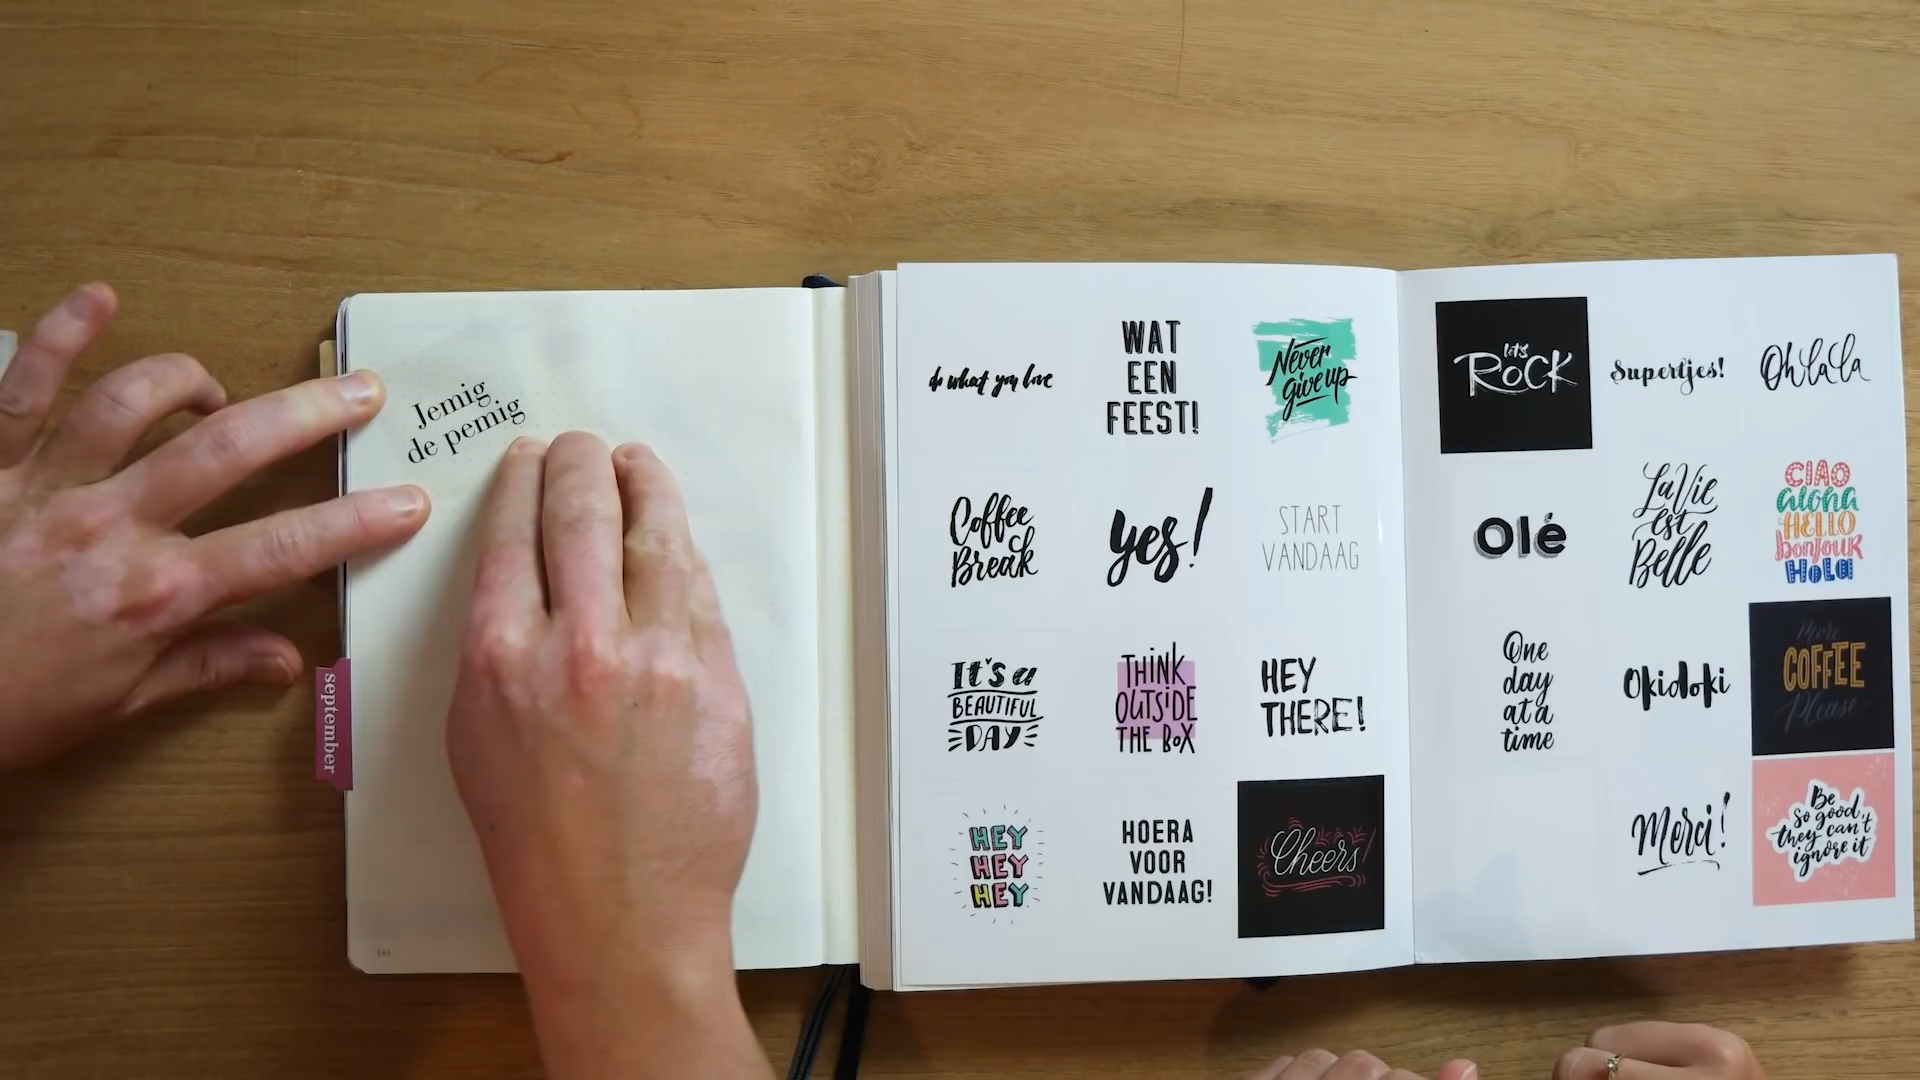 Jemig
de pemig
september
do what you love
WAT
EEN
FEEST!
Never
give up
Coffee
Break
yes!
START
VANDAAG
It's a
BEAUTIFUL
DAY
THINK
OUTSIDE
THE BOX
HEY
THERE!
HEY
HEY
HEY
HOERA
VOOR
VANDAAG!
Cheers!
let's
ROCK
Supertjes!
Oh la la
Olé
La Vie
est
Belle
CIAO
aloha
HELLO
bonjour
HOLA
One
day
at a
time
Okidoki
More
COFFEE
Please
Merci!
Be
so good,
they can't
ignore it